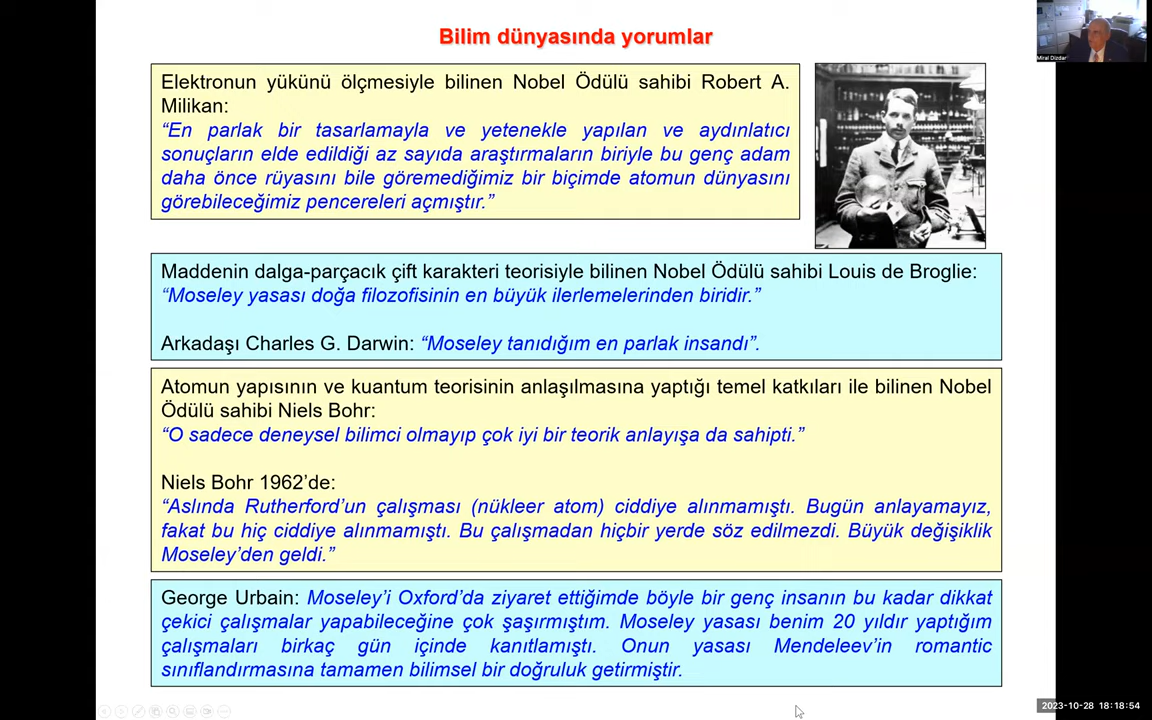 Bilim dünyasında yorumlar
Elektronun yükünü ölçmesiyle bilinen Nobel Ödülü sahibi Robert A.
Milikan:
“En parlak bir tasarlamayla ve yetenekle yapılan ve aydınlatıcı
sonuçların elde edildiği az sayıda araştırmaların biriyle bu genç adam
daha önce rüyasını bile göremediğimiz bir biçimde atomun dünyasını
görebileceğimiz pencereleri açmıştır.”
Miral Dizdar
Maddenin dalga-parçacık çift karakteri teorisiyle bilinen Nobel Ödülü sahibi Louis de Broglie:
“Moseley yasası doğa filozofisinin en büyük ilerlemelerinden biridir.”
Arkadaşı Charles G. Darwin: “Moseley tanıdığım en parlak insandı”.
Atomun yapısının ve kuantum teorisinin anlaşılmasına yaptığı temel katkıları ile bilinen Nobel
Ödülü sahibi Niels Bohr:
“O sadece deneysel bilimci olmayıp çok iyi bir teorik anlayışa da sahipti.”
Niels Bohr 1962’de:
“Aslında Rutherford’un çalışması (nükleer atom) ciddiye alınmamıştı. Bugün anlayamayız,
fakat bu hiç ciddiye alınmamıştı. Bu çalışmadan hiçbir yerde söz edilmezdi. Büyük değişiklik
Moseley’den geldi.”
George Urbain: Moseley’i Oxford’da ziyaret ettiğimde böyle bir genç insanın bu kadar dikkat
çekici çalışmalar yapabileceğine çok şaşırmıştım. Moseley yasası benim 20 yıldır yaptığım
çalışmaları birkaç gün içinde kanıtlamıştı. Onun yasası Mendeleev’in romantic
sınıflandırmasına tamamen bilimsel bir doğruluk getirmiştir.
2023-10-28 18:18:54